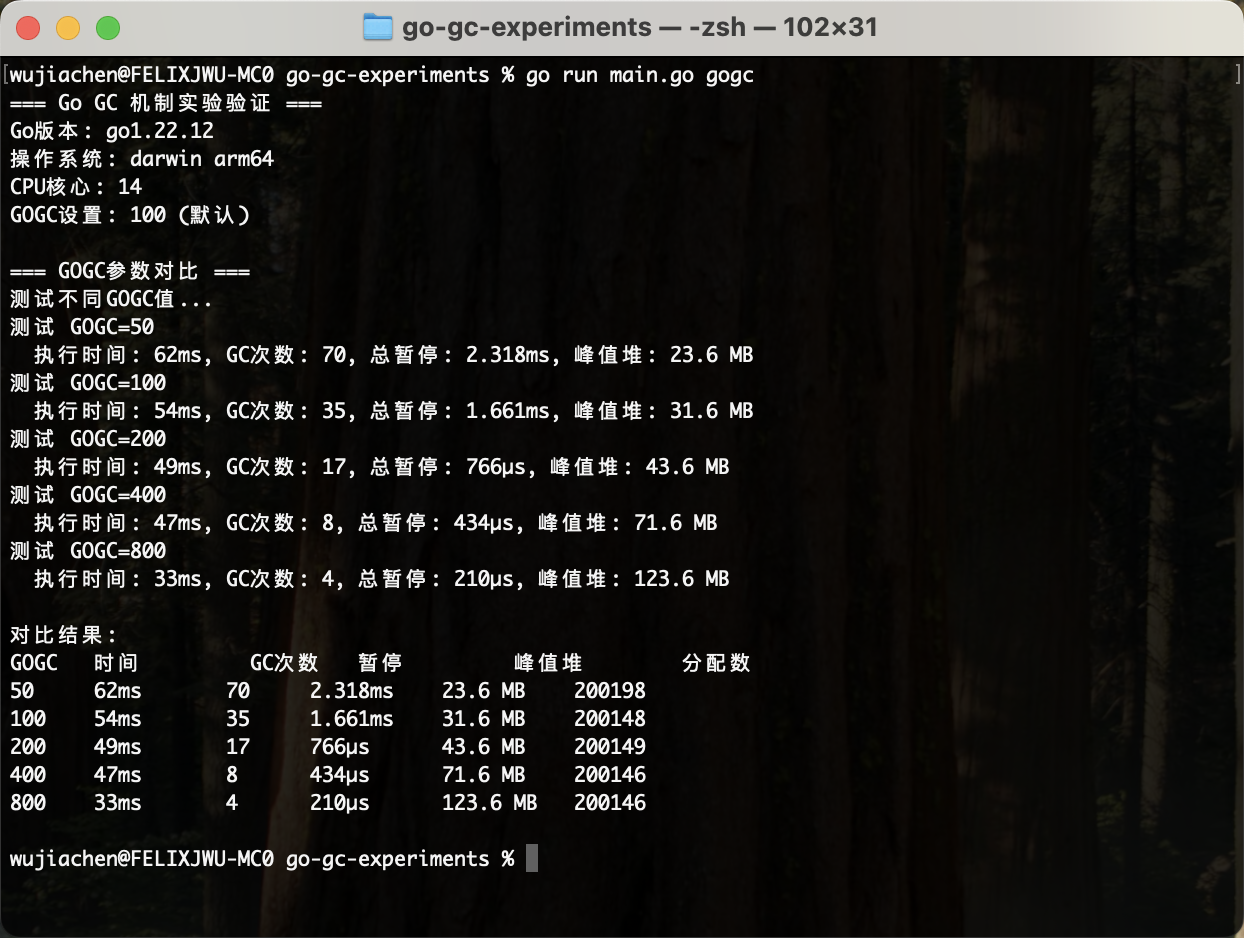 go-gc-experiments — -zsh — 102×31
[wujiachen@FELIXJWU-MC0 go-gc-experiments % go run main.go gogc ]
=== Go GC 机制实验验证 ===
Go版本: go1.22.12
操作系统: darwin arm64
CPU核心: 14
GOGC设置: 100 (默认)
=== GOGC参数对比 ===
测试不同GOGC值...
测试 GOGC=50
执行时间: 62ms, GC次数: 70, 总暂停: 2.318ms, 峰值堆: 23.6 MB
测试 GOGC=100
执行时间: 54ms, GC次数: 35, 总暂停: 1.661ms, 峰值堆: 31.6 MB
测试 GOGC=200
执行时间: 49ms, GC次数: 17, 总暂停: 766µs, 峰值堆: 43.6 MB
测试 GOGC=400
执行时间: 47ms, GC次数: 8, 总暂停: 434µs, 峰值堆: 71.6 MB
测试 GOGC=800
执行时间: 33ms, GC次数: 4, 总暂停: 210µs, 峰值堆: 123.6 MB
对比结果:
GOGC 时间 GC次数 暂停 峰值堆 分配数
50 62ms 70 2.318ms 23.6 MB 200198
100 54ms 35 1.661ms 31.6 MB 200148
200 49ms 17 766µs 43.6 MB 200149
400 47ms 8 434µs 71.6 MB 200146
800 33ms 4 210µs 123.6 MB 200146
wujiachen@FELIXJWU-MC0 go-gc-experiments %